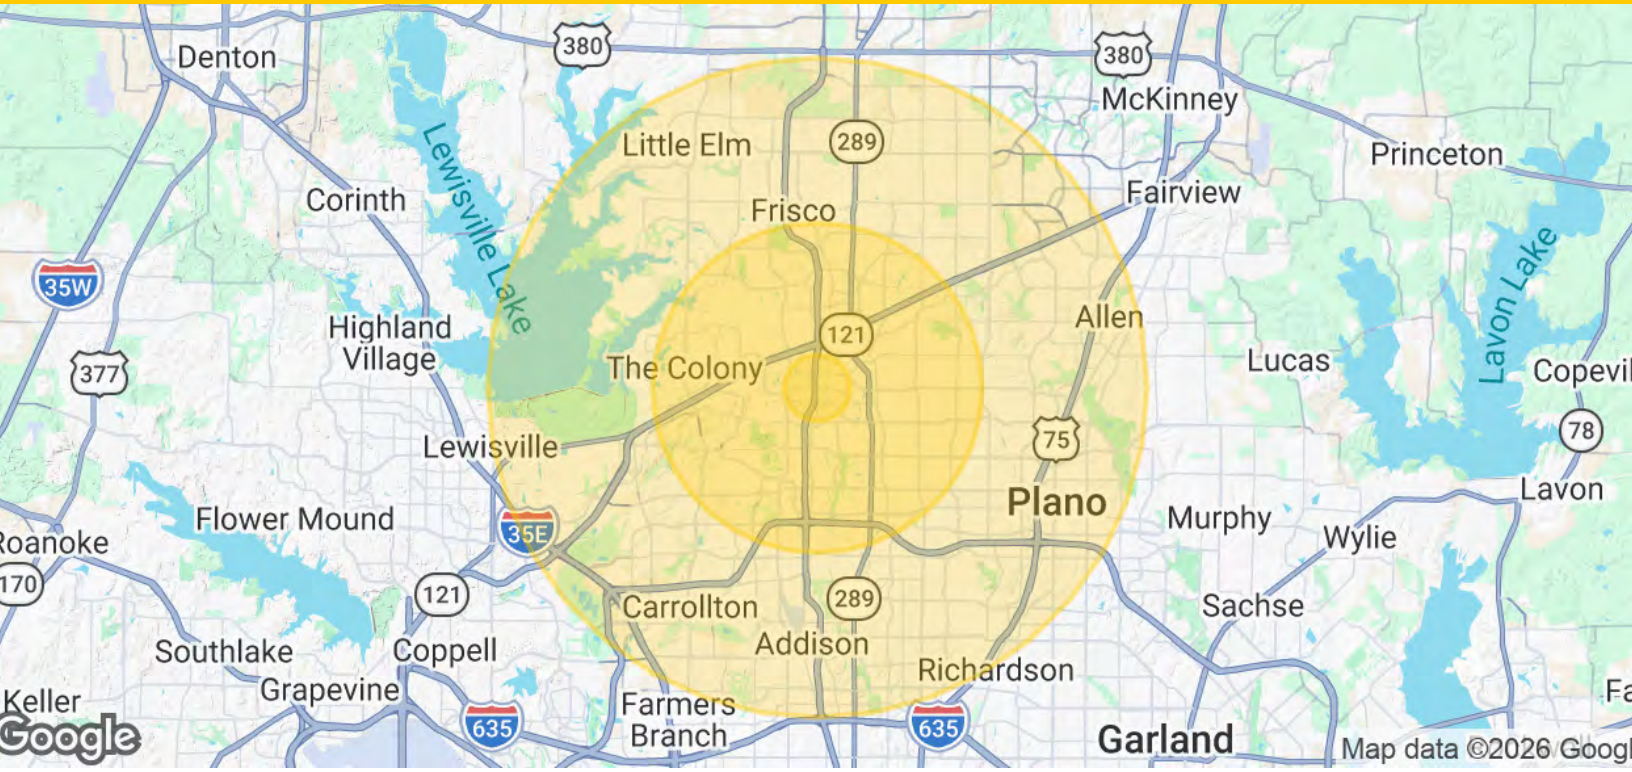 Denton
380
380
McKinney
Little Elm
289
Princeton
Lewisville Lake
Corinth
Fairview
Frisco
35W
Lavon Lake
Highland
Village
121
Allen
377
The Colony
Lucas
Copevil
Lewisville
75
78
Plano
Lavon
Flower Mound
35E
Murphy
Wylie
Roanoke
170
121
Carrollton
289
Sachse
Southlake
Coppell
Addison
Richardson
Keller
Grapevine
Farmers
Branch
635
635
Fa
Google
Garland
Map data ©2026 Googl